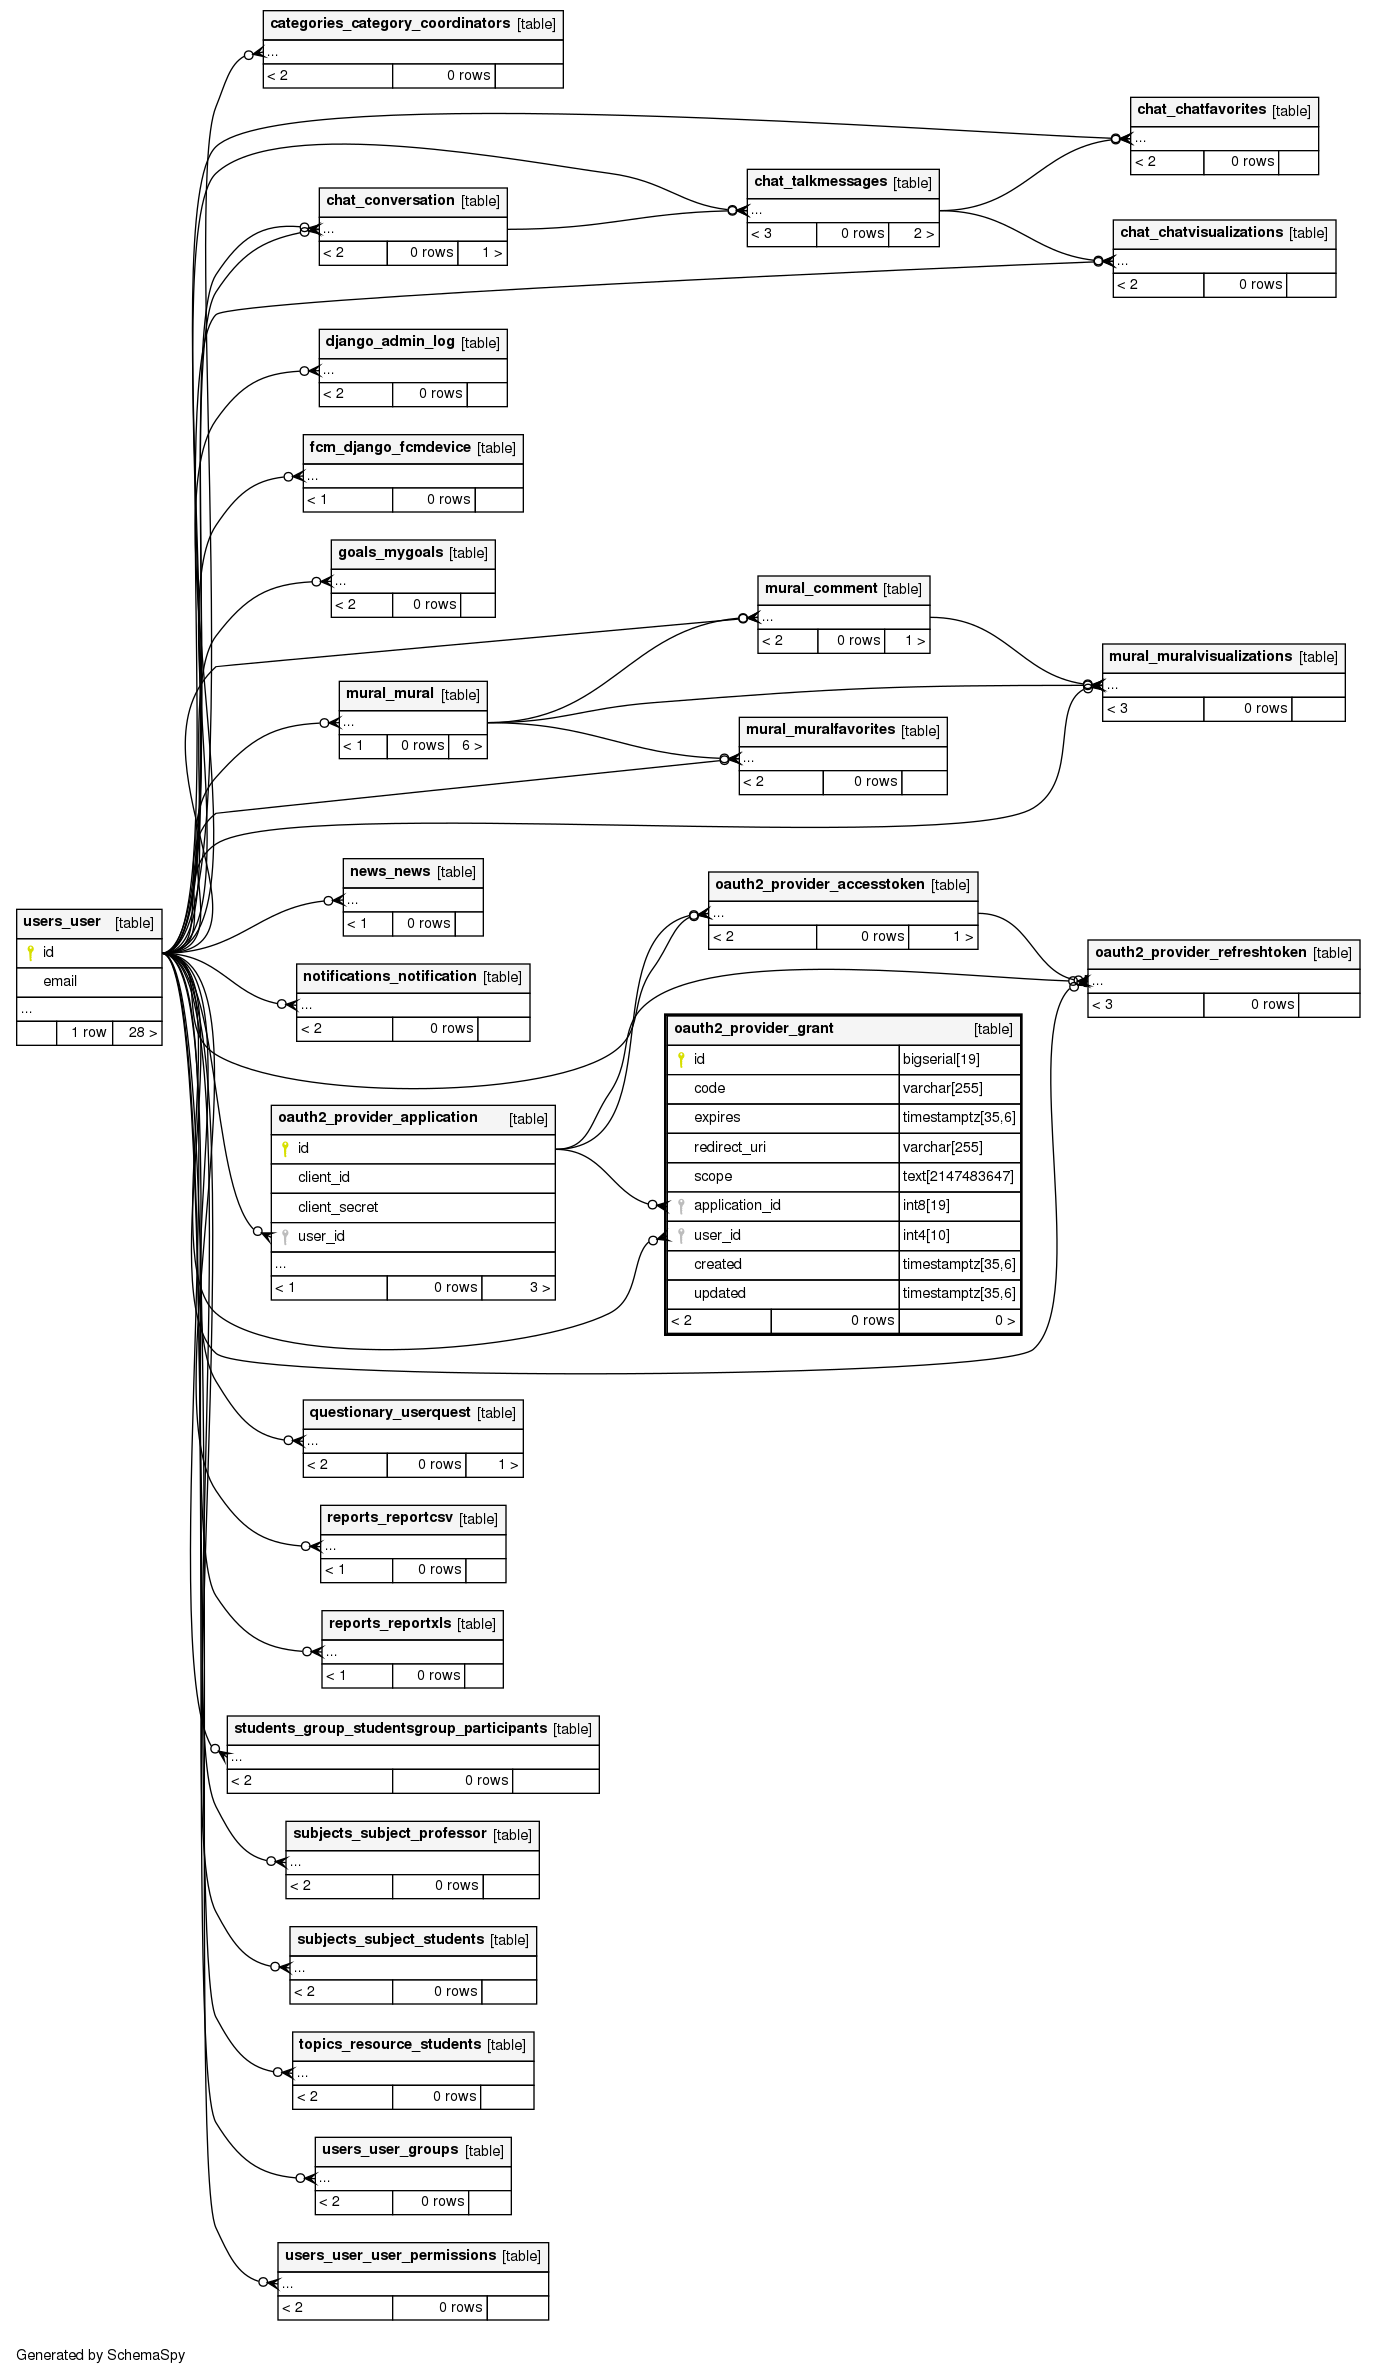 categories_category_coordinators [table]
...
< 2 0 rows
chat_chatfavorites [table]
...
< 2 0 rows
chat_talkmessages [table]
...
< 3 0 rows 2 >
chat_conversation [table]
...
< 2 0 rows 1 >
chat_chatvisualizations [table]
...
< 2 0 rows
django_admin_log [table]
...
< 2 0 rows
fcm_django_fcmdevice [table]
...
< 1 0 rows
goals_mygoals [table]
...
< 2 0 rows
mural_comment [table]
...
< 2 0 rows 1 >
mural_muralvisualizations [table]
...
< 3 0 rows
mural_mural [table]
...
< 1 0 rows 6 >
mural_muralfavorites [table]
...
< 2 0 rows
news_news [table]
...
< 1 0 rows
oauth2_provider_accesstoken [table]
...
< 2 0 rows 1 >
users_user [table]
id
email
...
1 row 28 >
oauth2_provider_refreshtoken [table]
...
< 3 0 rows
notifications_notification [table]
...
< 2 0 rows
oauth2_provider_grant [table]
id bigserial[19]
code varchar[255]
expires timestamptz[35,6]
redirect_uri varchar[255]
scope text[2147483647]
application_id int8[19]
user_id int4[10]
created timestamptz[35,6]
updated timestamptz[35,6]
< 2 0 rows 0 >
oauth2_provider_application [table]
id
client_id
client_secret
user_id
...
< 1 0 rows 3 >
questionary_userquest [table]
...
< 2 0 rows 1 >
reports_reportcsv [table]
...
< 1 0 rows
reports_reportxls [table]
...
< 1 0 rows
students_group_studentsgroup_participants [table]
...
< 2 0 rows
subjects_subject_professor [table]
...
< 2 0 rows
subjects_subject_students [table]
...
< 2 0 rows
topics_resource_students [table]
...
< 2 0 rows
users_user_groups [table]
...
< 2 0 rows
users_user_user_permissions [table]
...
< 2 0 rows
Generated by SchemaSpy